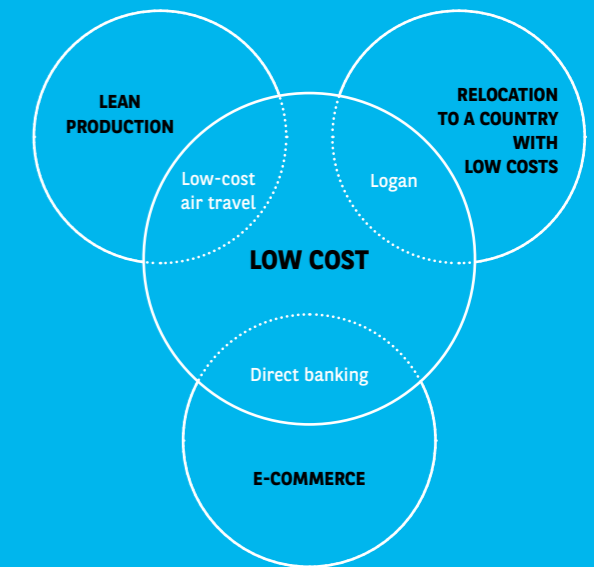 LEAN
PRODUCTION
RELOCATION
TO A COUNTRY
WITH
LOW COSTS
Low-cost
air travel
Logan
LOW COST
Direct banking
E-COMMERCE